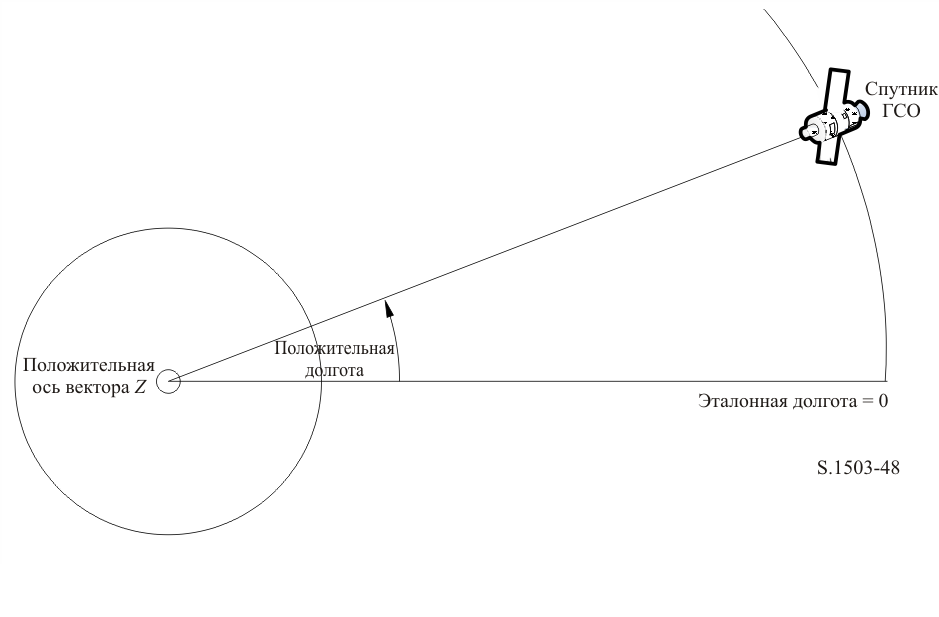 Спутник
ГСО
Положительная
долгота
Положительная
ось вектора Z
Эталонная долгота = 0
S.1503-48